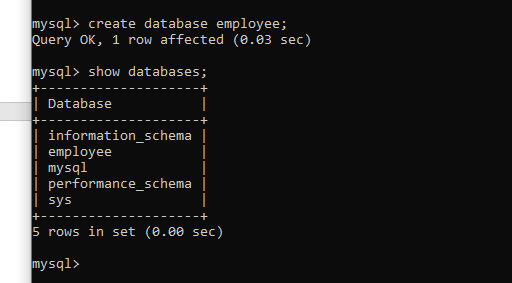 mysql> create database employee;
Query OK, 1 row affected (0.03 sec)
mysql> show databases;
+--------------------+
| Database           |
+--------------------+
| information_schema |
| employee           |
| mysql              |
| performance_schema |
| sys                |
+--------------------+
5 rows in set (0.00 sec)
mysql>